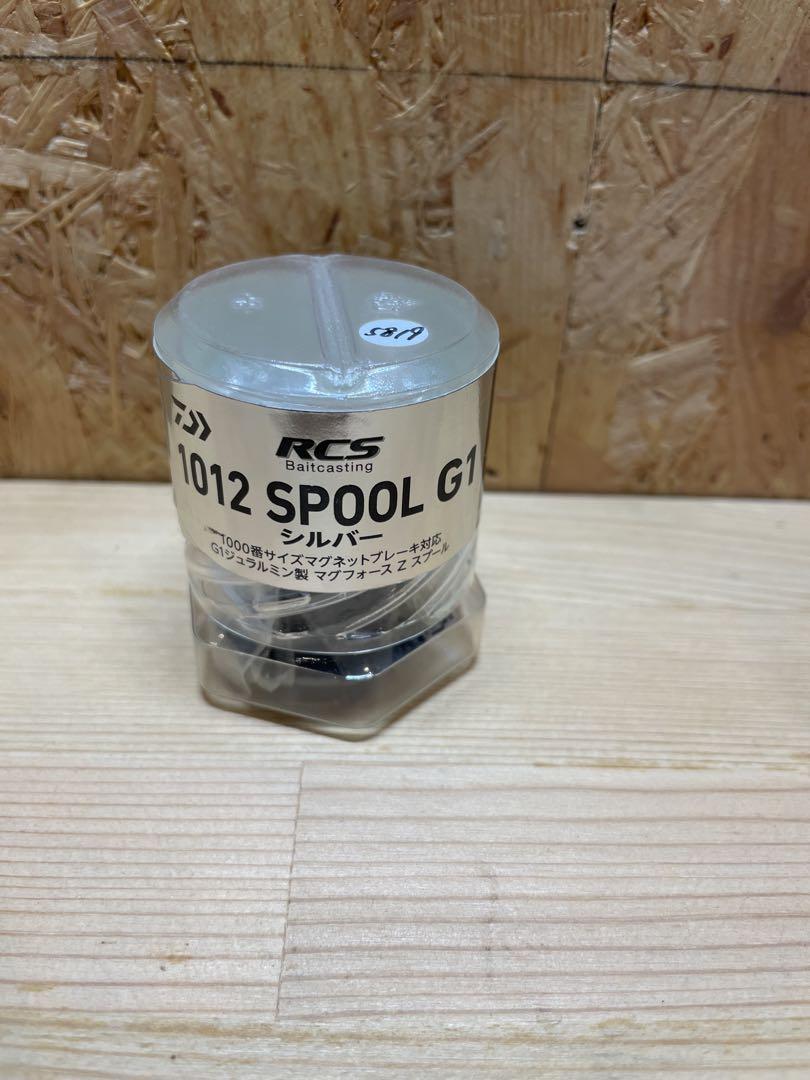 RCS
Baitcasting
1012 SPOOL G1
シルバー
1000番サイズマグネットブレーキ対応
G1ジュラルミン製 マグフォース Z スプール